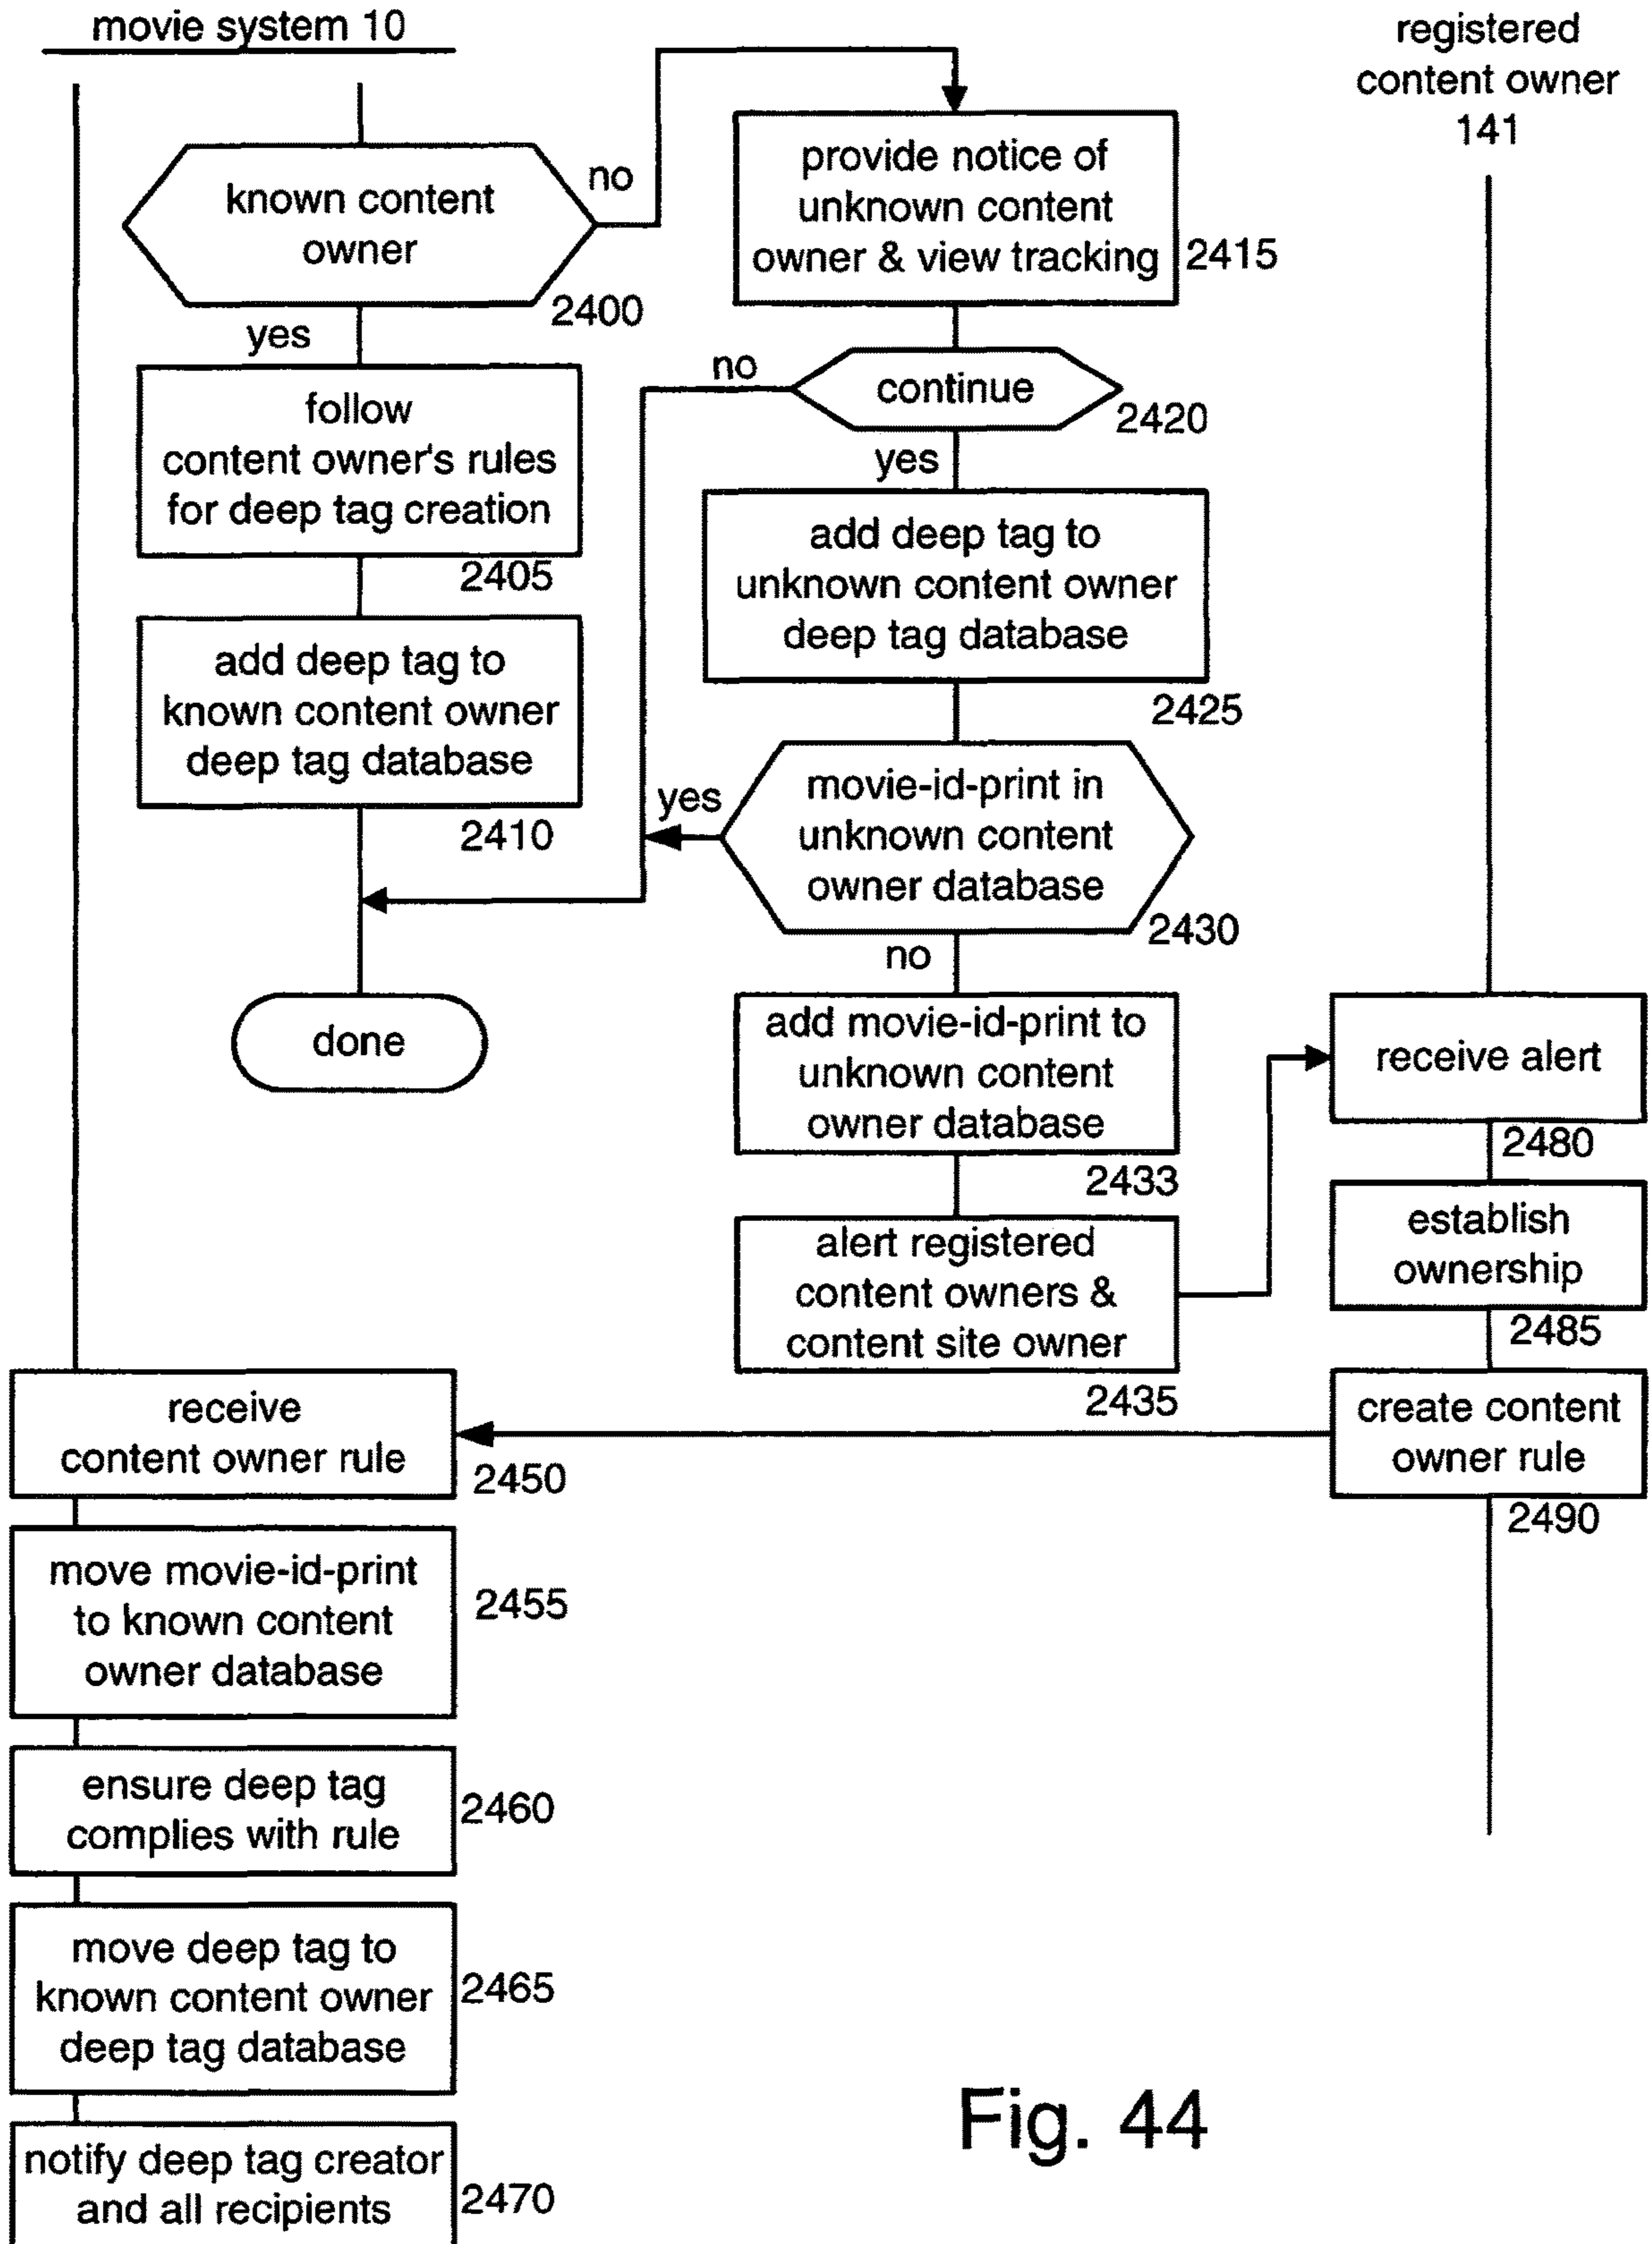 movie system 10
registered
content owner
141
known content
owner
2400
no
yes
follow
content owner's rules
for deep tag creation
2405
add deep tag to
known content owner
deep tag database
2410
done
provide notice of
unknown content
owner & view tracking
2415
continue
2420
no
yes
add deep tag to
unknown content owner
deep tag database
2425
movie-id-print in
unknown content
owner database
2430
yes
no
add movie-id-print to
unknown content
owner database
2433
alert registered
content owners &
content site owner
2435
receive alert
2480
establish
ownership
2485
create content
owner rule
2490
receive
content owner rule
2450
move movie-id-print
to known content
owner database
2455
ensure deep tag
complies with rule
2460
move deep tag to
known content owner
deep tag database
2465
notify deep tag creator
and all recipients
2470
Fig. 44